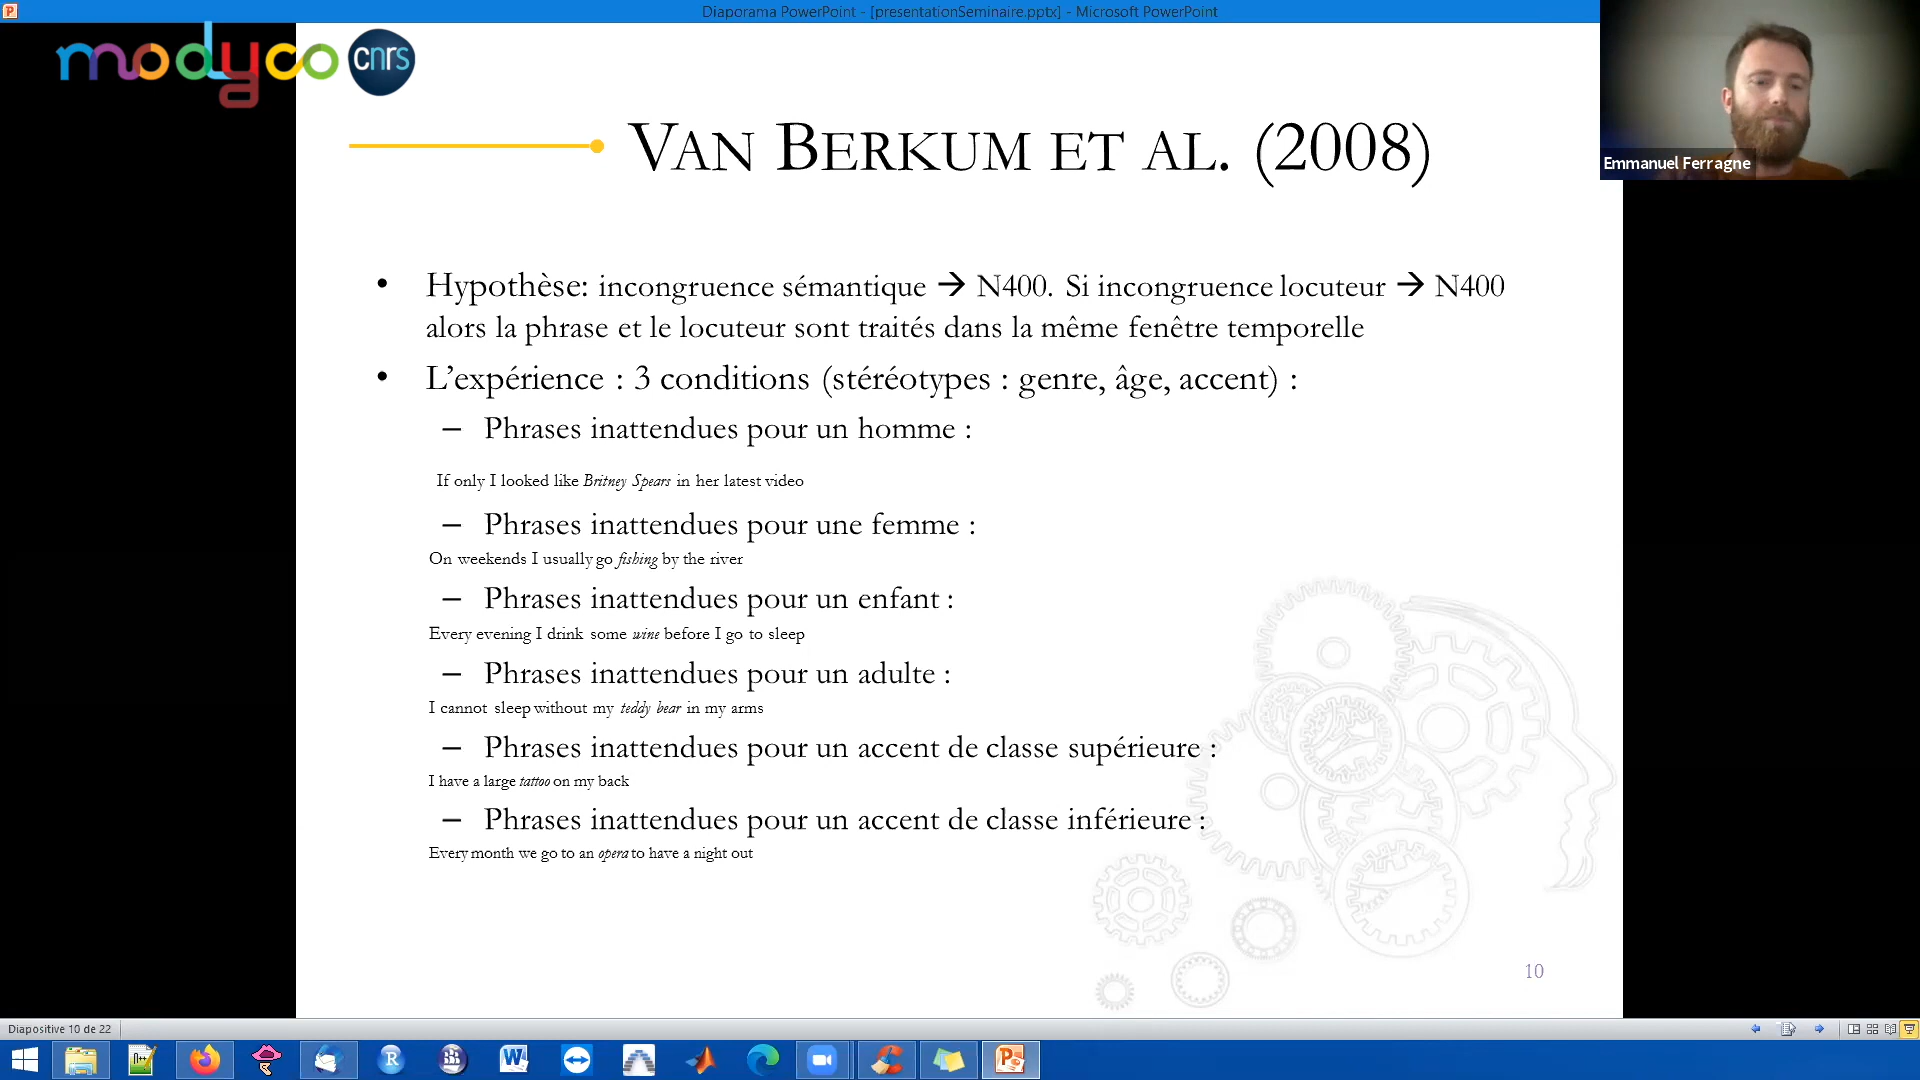 Diaporama PowerPoint - [presentationSeminaire.pptx] - Microsoft PowerPoint
modyco cnrs
Emmanuel Ferragne
VAN BERKUM ET AL. (2008)
• Hypothèse: incongruence sémantique → N400. Si incongruence locuteur → N400
alors la phrase et le locuteur sont traités dans la même fenêtre temporelle
• L'expérience : 3 conditions (stéréotypes : genre, âge, accent) :
– Phrases inattendues pour un homme :
If only I looked like Britney Spears in her latest video
– Phrases inattendues pour une femme :
On weekends I usually go fishing by the river
– Phrases inattendues pour un enfant :
Every evening I drink some wine before I go to sleep
– Phrases inattendues pour un adulte :
I cannot sleep without my teddy bear in my arms
– Phrases inattendues pour un accent de classe supérieure :
I have a large tattoo on my back
– Phrases inattendues pour un accent de classe inférieure :
Every month we go to an opera to have a night out
10
Diapositive 10 de 22